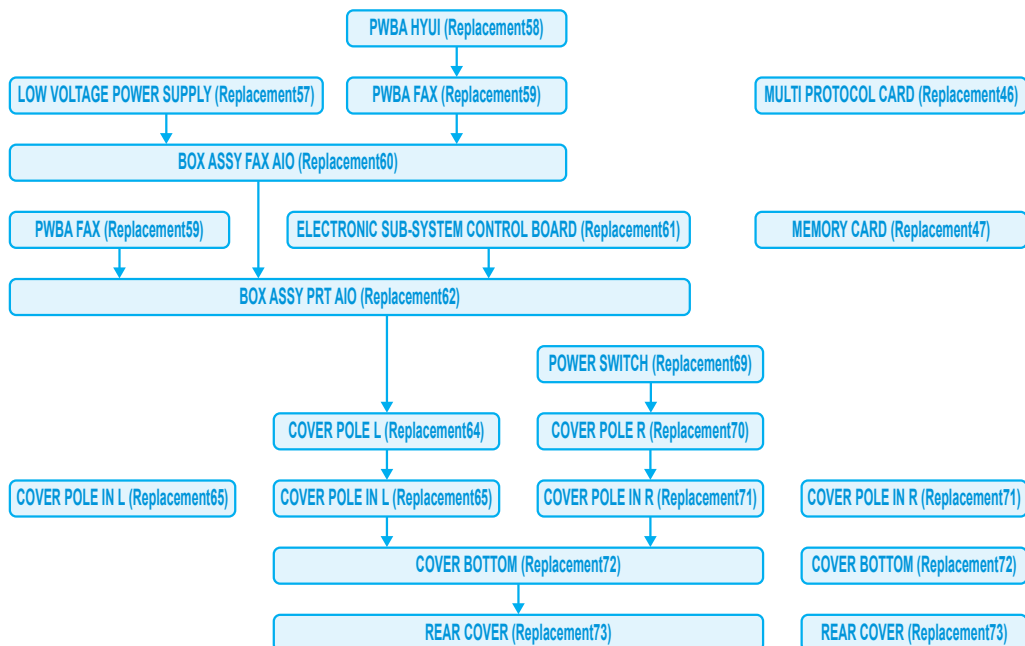 PWBA HYUI (Replacement58)
LOW VOLTAGE POWER SUPPLY (Replacement57)
PWBA FAX (Replacement59)
MULTI PROTOCOL CARD (Replacement46)
BOX ASSY FAX AIO (Replacement60)
PWBA FAX (Replacement59)
ELECTRONIC SUB-SYSTEM CONTROL BOARD (Replacement61)
MEMORY CARD (Replacement47)
BOX ASSY PRT AIO (Replacement62)
POWER SWITCH (Replacement69)
COVER POLE L (Replacement64)
COVER POLE R (Replacement70)
COVER POLE IN L (Replacement65)
COVER POLE IN L (Replacement65)
COVER POLE IN R (Replacement71)
COVER POLE IN R (Replacement71)
COVER BOTTOM (Replacement72)
COVER BOTTOM (Replacement72)
REAR COVER (Replacement73)
REAR COVER (Replacement73)